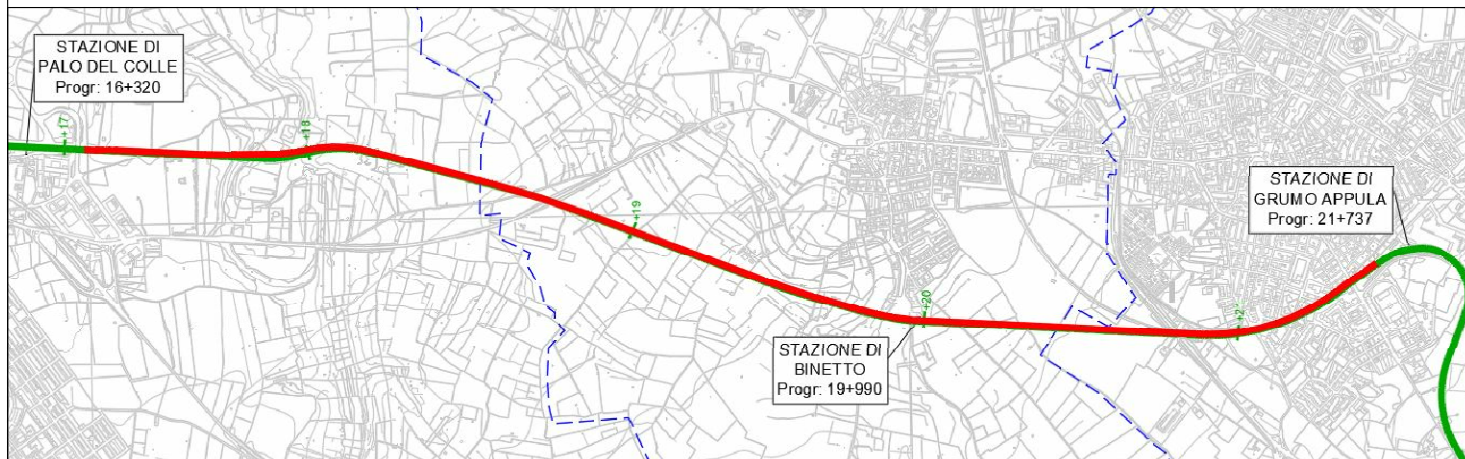 STAZIONE DI
PALO DEL COLLE
Progr: 16+320
+17
+18
+19
STAZIONE DI
BINETTO
Progr: 19+990
+20
STAZIONE DI
GRUMO APPULA
Progr: 21+737